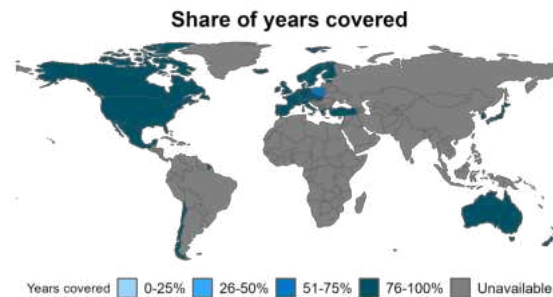 Share of years covered
Years covered 0-25% 26-50% 51-75% 76-100% Unavailable